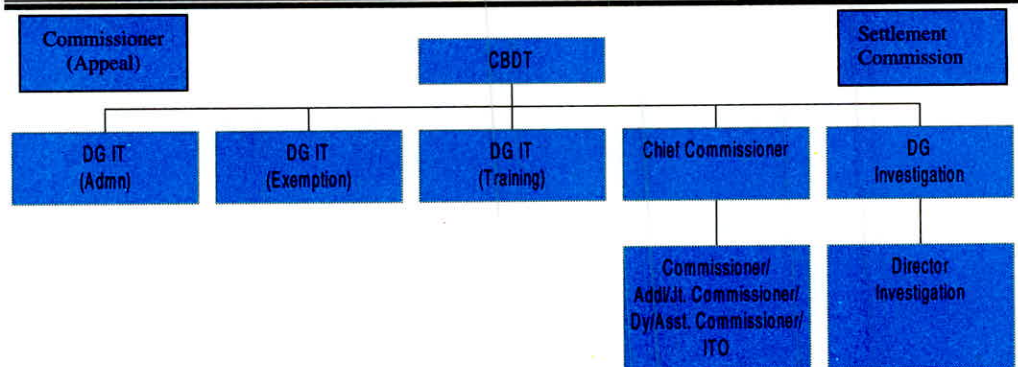 Commissioner
(Appeal)
CBDT
Settlement
Commission
DG IT
(Admn)
DG IT
(Exemption)
DG IT
(Training)
Chief Commissioner
DG
Investigation
Commissioner/
Addl/Jt. Commissioner/
Dy/Asst. Commissioner/
ITO
Director
Investigation